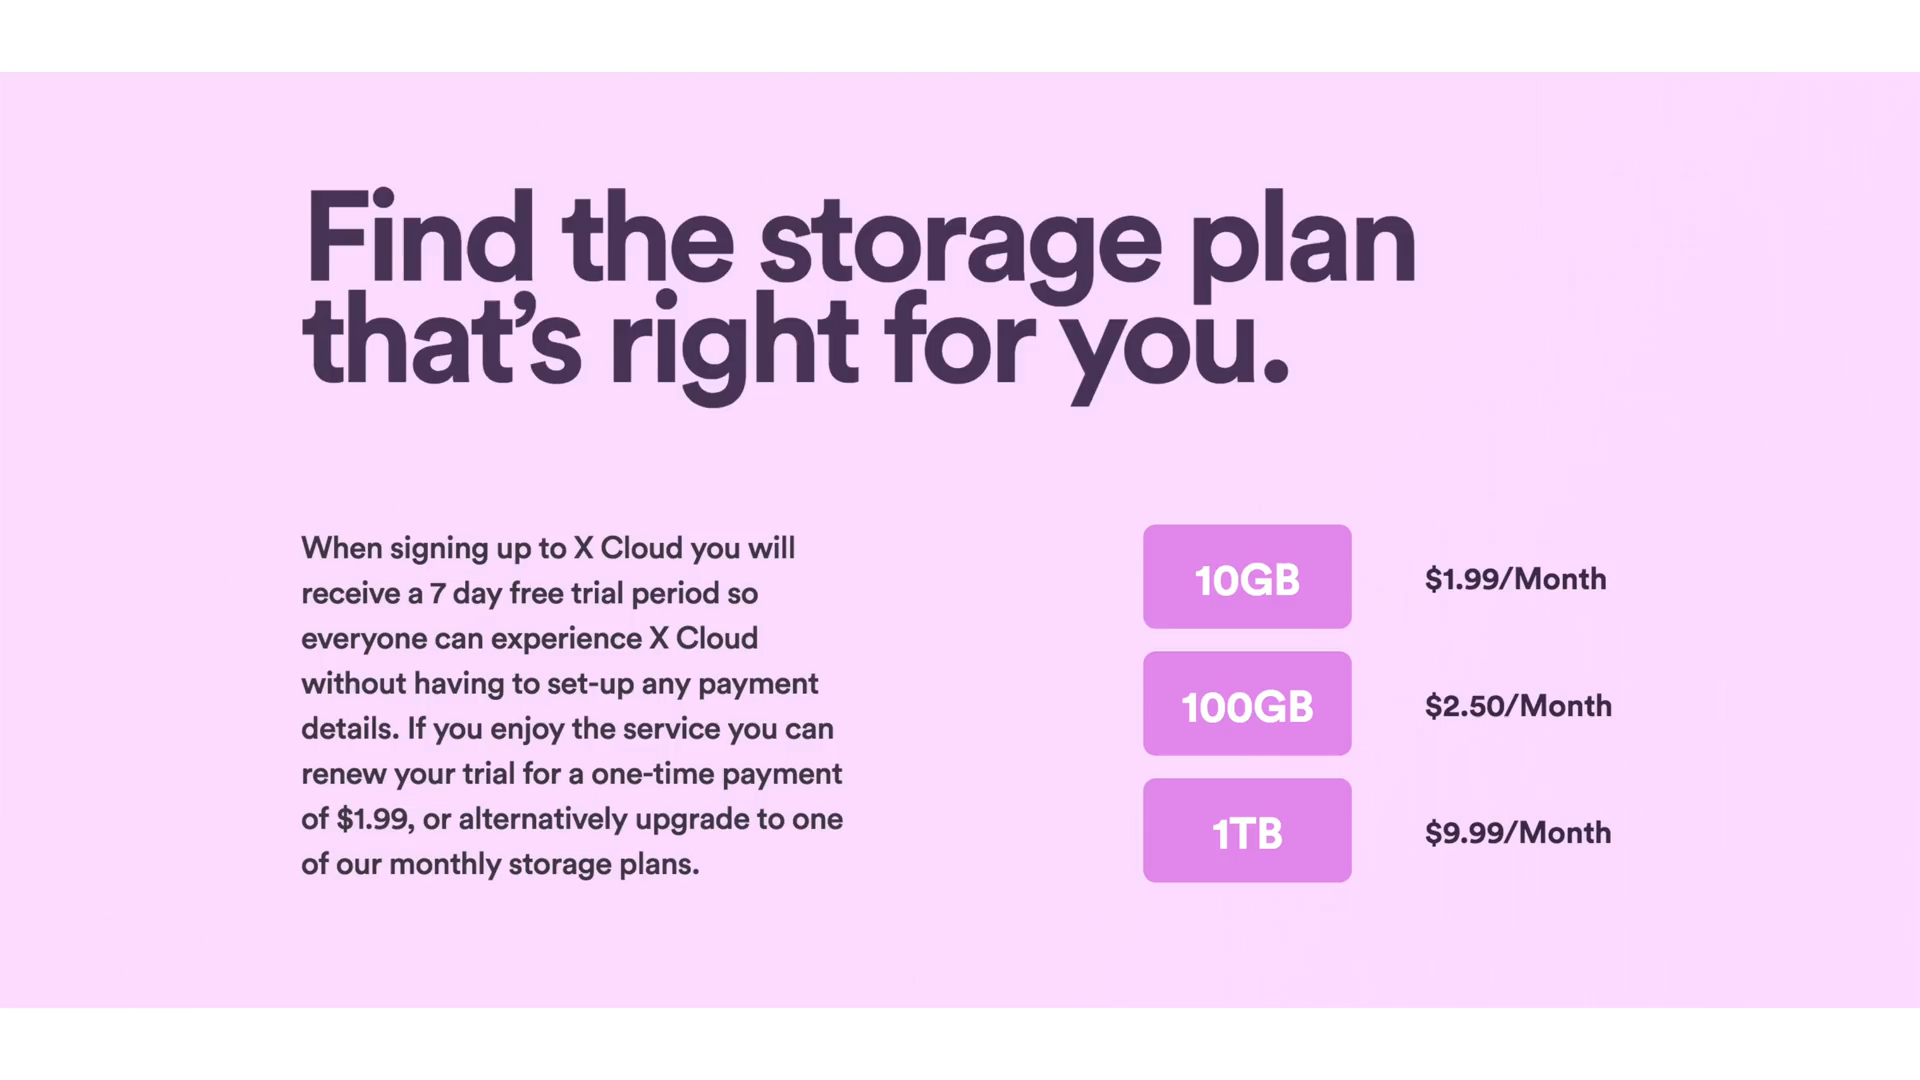 Find the storage plan
that’s right for you.
When signing up to X Cloud you will
receive a 7 day free trial period so
everyone can experience X Cloud
without having to set-up any payment
details. If you enjoy the service you can
renew your trial for a one-time payment
of $1.99, or alternatively upgrade to one
of our monthly storage plans.
10GB $1.99/Month
100GB $2.50/Month
1TB $9.99/Month